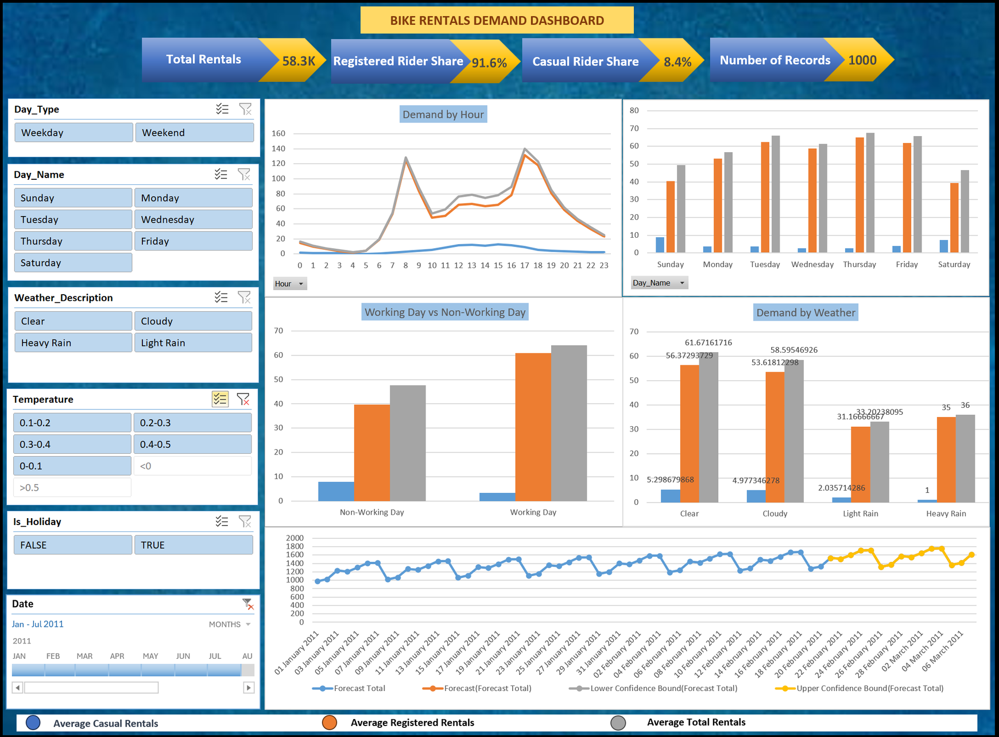 BIKE RENTALS DEMAND DASHBOARD
Total Rentals 58.3K
Registered Rider Share 91.6%
Casual Rider Share 8.4%
Number of Records 1000
Day_Type
Weekday Weekend
Day_Name
Sunday Monday
Tuesday Wednesday
Thursday Friday
Saturday
Weather_Description
Clear Cloudy
Heavy Rain Light Rain
Temperature
0.1-0.2 0.2-0.3
0.3-0.4 0.4-0.5
0-0.1 <0
>0.5
Is_Holiday
FALSE TRUE
Date
Jan - Jul 2011 MONTHS
2011
JAN FEB MAR APR MAY JUN JUL AU
Demand by Hour
160
140
120
100
80
60
40
20
0
0 1 2 3 4 5 6 7 8 9 10 11 12 13 14 15 16 17 18 19 20 21 22 23
Hour
80
70
60
50
40
30
20
10
0
Sunday Monday Tuesday Wednesday Thursday Friday Saturday
Day_Name
Working Day vs Non-Working Day
70
60
50
40
30
20
10
0
Non-Working Day Working Day
Demand by Weather
70
60
50
40
30
20
10
0
5.298679868 56.37293729 61.67161716
4.977346278 53.61812298 58.59546926
2.035714286 31.16666667 33.20238095
1 35 36
Clear Cloudy Light Rain Heavy Rain
2000
1800
1600
1400
1200
1000
800
600
400
200
0
01 January 2011
03 January 2011
05 January 2011
07 January 2011
09 January 2011
11 January 2011
13 January 2011
15 January 2011
17 January 2011
19 January 2011
21 January 2011
23 January 2011
25 January 2011
27 January 2011
29 January 2011
31 January 2011
02 February 2011
04 February 2011
06 February 2011
08 February 2011
10 February 2011
12 February 2011
14 February 2011
16 February 2011
18 February 2011
20 February 2011
22 February 2011
24 February 2011
26 February 2011
28 February 2011
02 March 2011
04 March 2011
06 March 2011
Forecast Total Forecast(Forecast Total) Lower Confidence Bound(Forecast Total) Upper Confidence Bound(Forecast Total)
Average Casual Rentals Average Registered Rentals Average Total Rentals